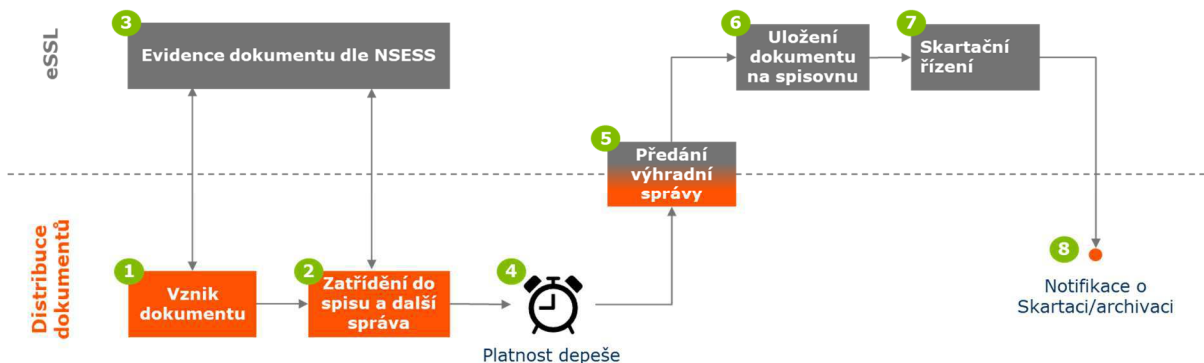 eSSL
3
Evidence dokumentu dle NSESS
6
Uložení
dokumentu
na spisovnu
7
Skartační
řízení
5
Předání
výhradní
správy
Distribuce
dokumentů
1
Vznik
dokumentu
2
Zatřídění do
spisu a další
správa
4
Platnost depeše
8
Notifikace o
Skartaci/archivaci